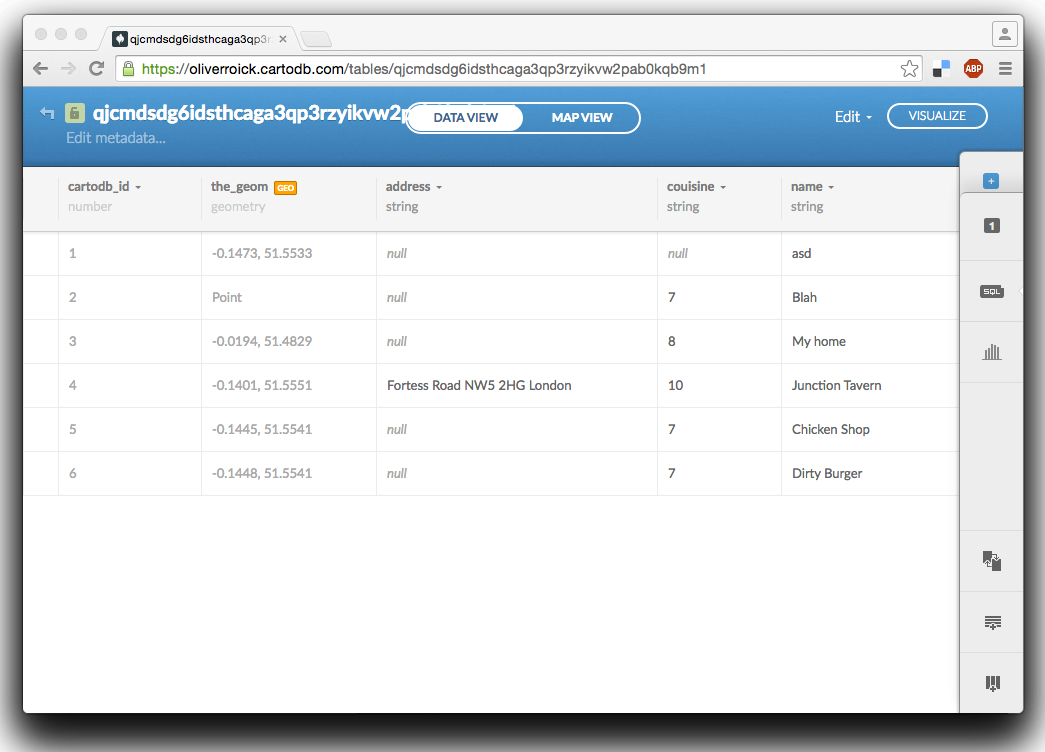 qjcmdsdg6idsthcaga3qp3r
https://oliverroick.cartodb.com/tables/qjcmdsdg6idsthcaga3qp3rzyikvw2pab0kqb9m1
ABP
qjcmdsdg6idsthcaga3qp3rzyikvw2p
DATA VIEW MAP VIEW Edit VISUALIZE
Edit metadata...
cartodb_id the_geom GEO address couisine name
number geometry string string string
1 -0.1473, 51.5533 null null asd
2 Point null 7 Blah
3 -0.0194, 51.4829 null 8 My home
4 -0.1401, 51.5551 Fortess Road NW5 2HG London 10 Junction Tavern
5 -0.1445, 51.5541 null 7 Chicken Shop
6 -0.1448, 51.5541 null 7 Dirty Burger
+
1
SQL